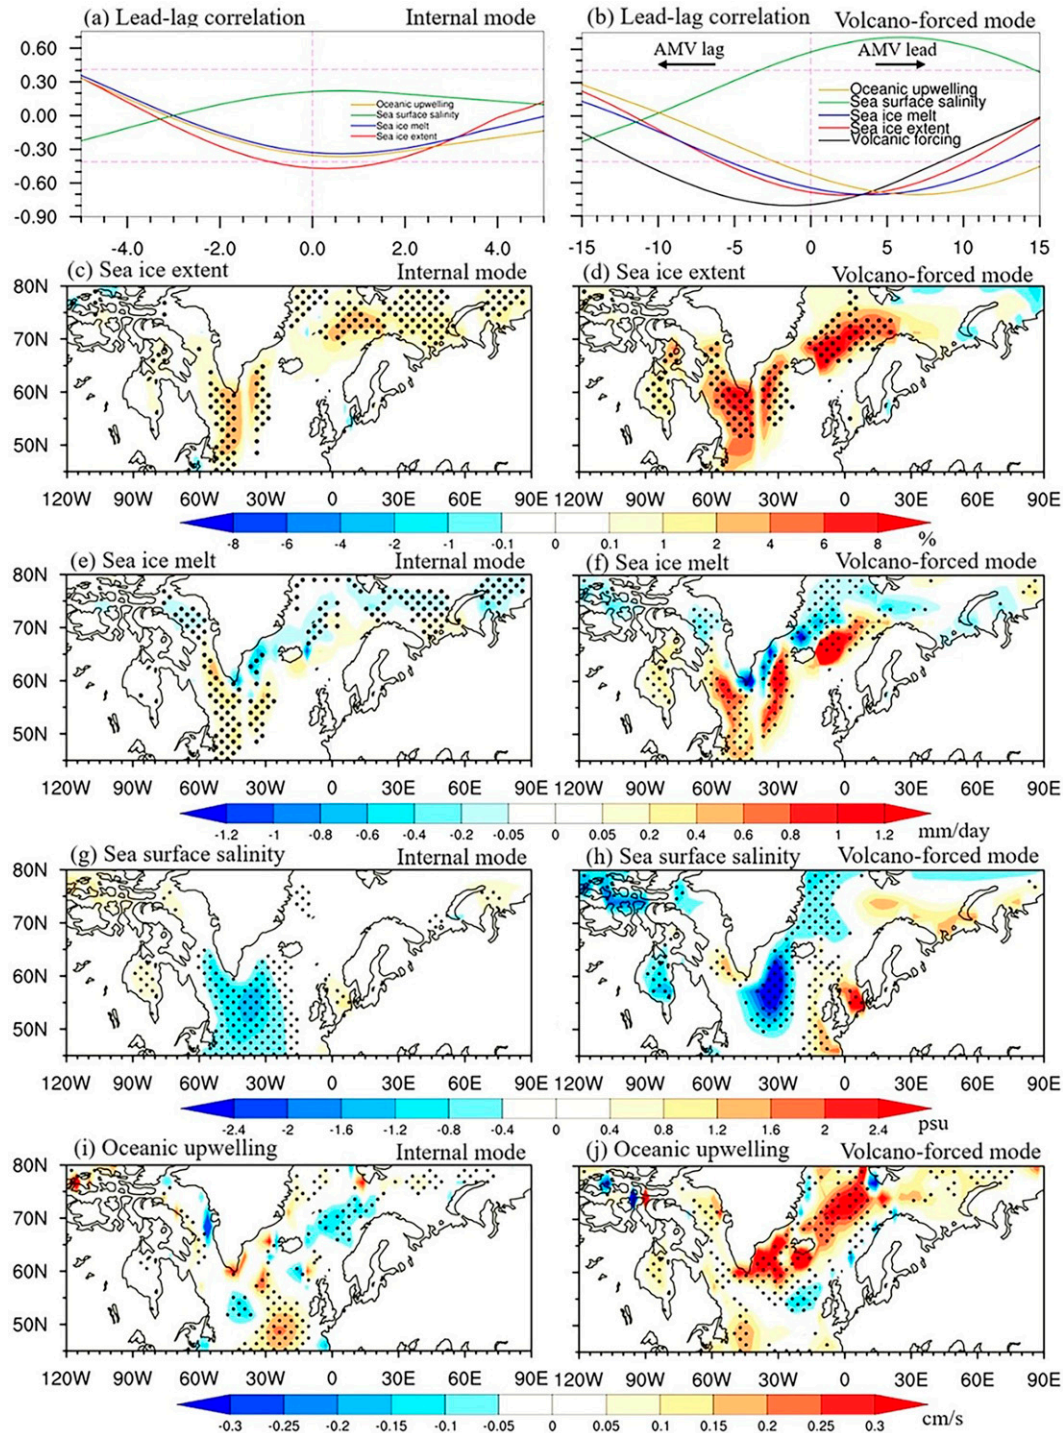 (a) Lead-lag correlation Internal mode
(b) Lead-lag correlation Volcano-forced mode
0.60
0.30
0.00
-0.30
-0.60
-0.90
Oceanic upwelling
Sea surface salinity
Sea ice melt
Sea ice extent
-4.0 -2.0 0.0 2.0 4.0
AMV lag AMV lead
Oceanic upwelling
Sea surface salinity
Sea ice melt
Sea ice extent
Volcanic forcing
-15 -10 -5 0 5 10 15
(c) Sea ice extent Internal mode
(d) Sea ice extent Volcano-forced mode
80N
70N
60N
50N
120W 90W 60W 30W 0 30E 60E 90E
120W 90W 60W 30W 0 30E 60E 90E
-8 -6 -4 -2 -1 -0.1 0 0.1 1 2 4 6 8 %
(e) Sea ice melt Internal mode
(f) Sea ice melt Volcano-forced mode
80N
70N
60N
50N
120W 90W 60W 30W 0 30E 60E 90E
120W 90W 60W 30W 0 30E 60E 90E
-1.2 -1 -0.8 -0.6 -0.4 -0.2 -0.05 0 0.05 0.2 0.4 0.6 0.8 1 1.2 mm/day
(g) Sea surface salinity Internal mode
(h) Sea surface salinity Volcano-forced mode
80N
70N
60N
50N
120W 90W 60W 30W 0 30E 60E 90E
120W 90W 60W 30W 0 30E 60E 90E
-2.4 -2 -1.6 -1.2 -0.8 -0.4 0 0.4 0.8 1.2 1.6 2 2.4 psu
(i) Oceanic upwelling Internal mode
(j) Oceanic upwelling Volcano-forced mode
80N
70N
60N
50N
120W 90W 60W 30W 0 30E 60E 90E
120W 90W 60W 30W 0 30E 60E 90E
-0.3 -0.25 -0.2 -0.15 -0.1 -0.05 0 0.05 0.1 0.15 0.2 0.25 0.3 cm/s